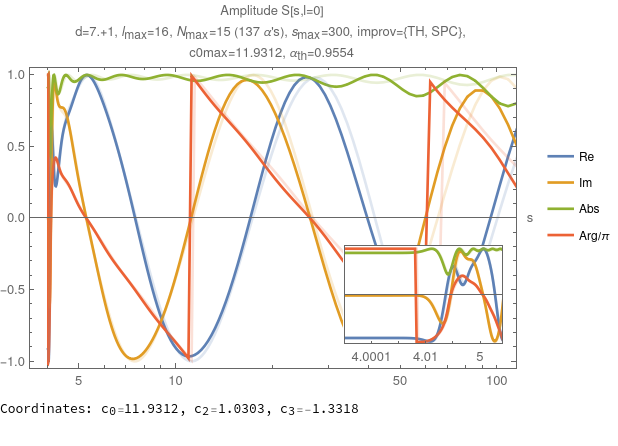 Amplitude S[s,l=0]
d=7.+1, lmax=16, Nmax=15 (137 α's), smax=300, improv={TH, SPC},
c0max=11.9312, αth=0.9554
1.0
0.5
0.0
−0.5
−1.0
5
10
50
100
s
4.0001
4.01
5
Re
Im
Abs
Arg/π
Coordinates: c0=11.9312, c2=1.0303, c3=-1.3318